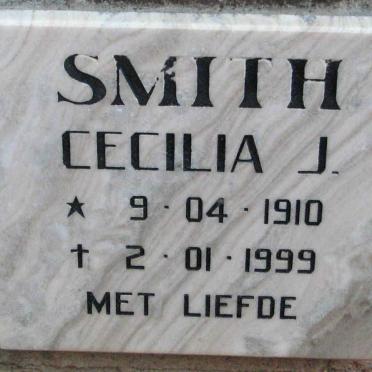 SMITH
CECILIA J.
★ 9 · 04 · 1910
† 2 · 01 · 1999
MET LIEFDE